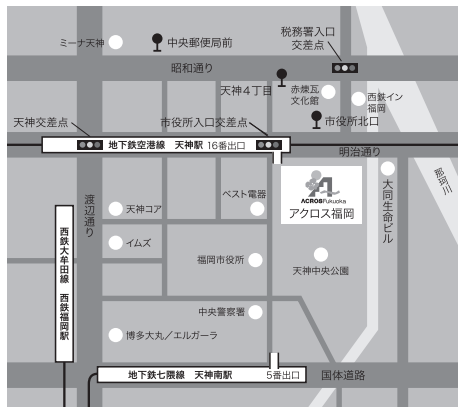 税務署入口
交差点
ミーナ天神
中央郵便局前
昭和通り
天神4丁目
赤煉瓦
文化館
西鉄イン
福岡
市役所北口
天神交差点
市役所入口交差点
地下鉄空港線 天神駅 16番出口
明治通り
那珂川
渡辺通り
天神コア
ベスト電器
ACROS Fukuoka
アクロス福岡
大同生命ビル
イムズ
福岡市役所
天神中央公園
西鉄大牟田線 西鉄福岡駅
中央警察署
博多大丸/エルガーラ
地下鉄七隈線 天神南駅 5番出口
国体道路